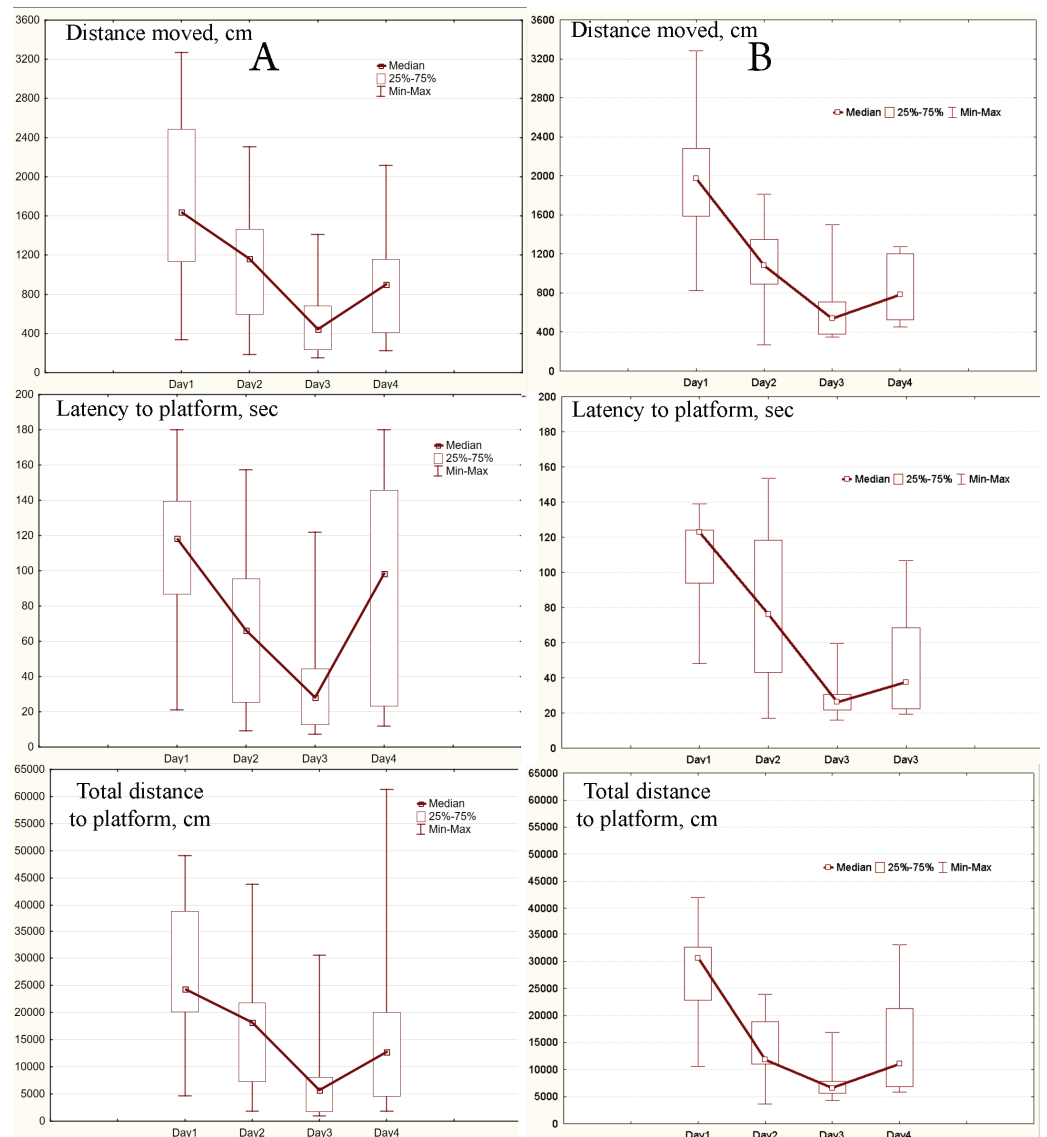 Distance moved, cm
A
Median
25%-75%
Min-Max
3600
3200
2800
2400
2000
1600
1200
800
400
0
Day1 Day2 Day3 Day4
Distance moved, cm
B
Median 25%-75% Min-Max
3600
3200
2800
2400
2000
1600
1200
800
400
0
Day1 Day2 Day3 Day4
Latency to platform, sec
Median
25%-75%
Min-Max
200
180
160
140
120
100
80
60
40
20
0
Day1 Day2 Day3 Day4
Latency to platform, sec
Median 25%-75% Min-Max
200
180
160
140
120
100
80
60
40
20
0
Day1 Day2 Day3 Day3
Total distance
to platform, cm
Median
25%-75%
Min-Max
65000
60000
55000
50000
45000
40000
35000
30000
25000
20000
15000
10000
5000
0
Day1 Day2 Day3 Day4
Total distance
to platform, cm
Median 25%-75% Min-Max
65000
60000
55000
50000
45000
40000
35000
30000
25000
20000
15000
10000
5000
0
Day1 Day2 Day3 Day4